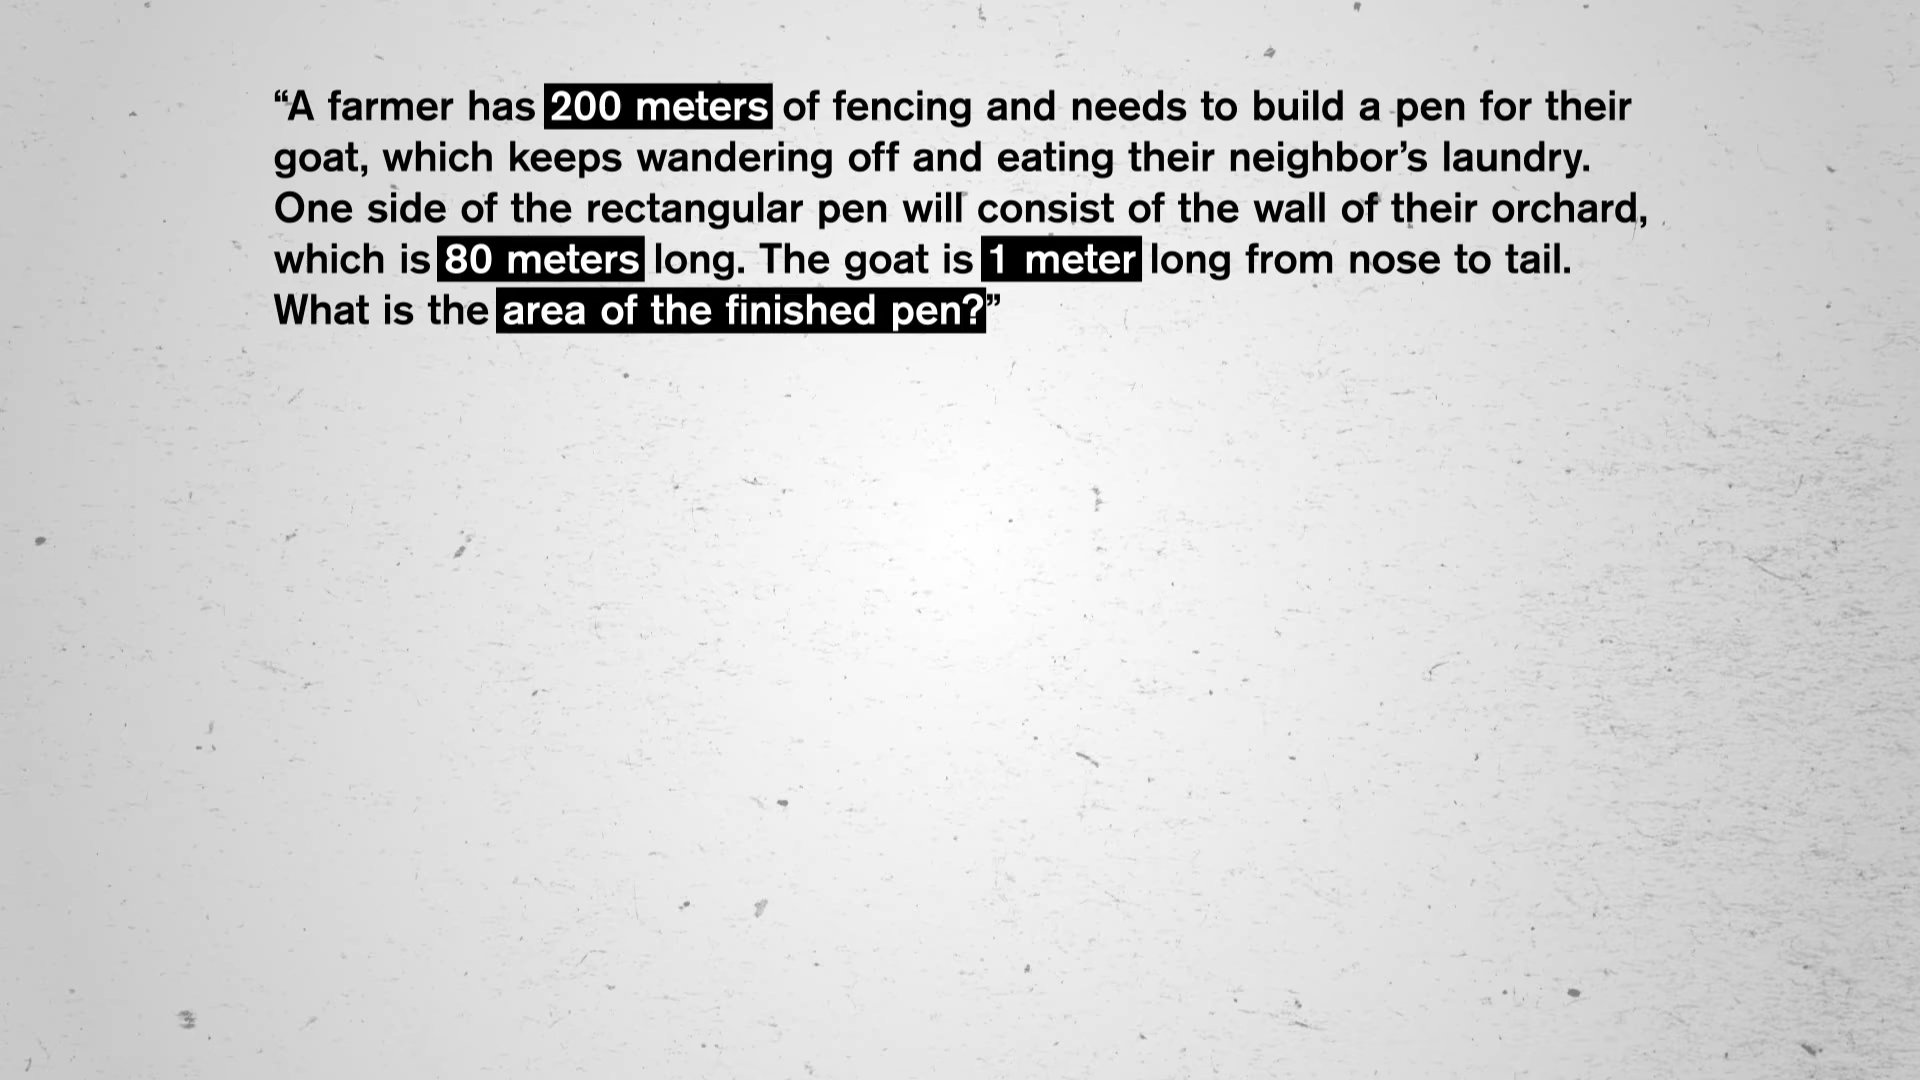 “A farmer has 200 meters of fencing and needs to build a pen for their
goat, which keeps wandering off and eating their neighbor’s laundry.
One side of the rectangular pen will consist of the wall of their orchard,
which is 80 meters long. The goat is 1 meter long from nose to tail.
What is the area of the finished pen?”